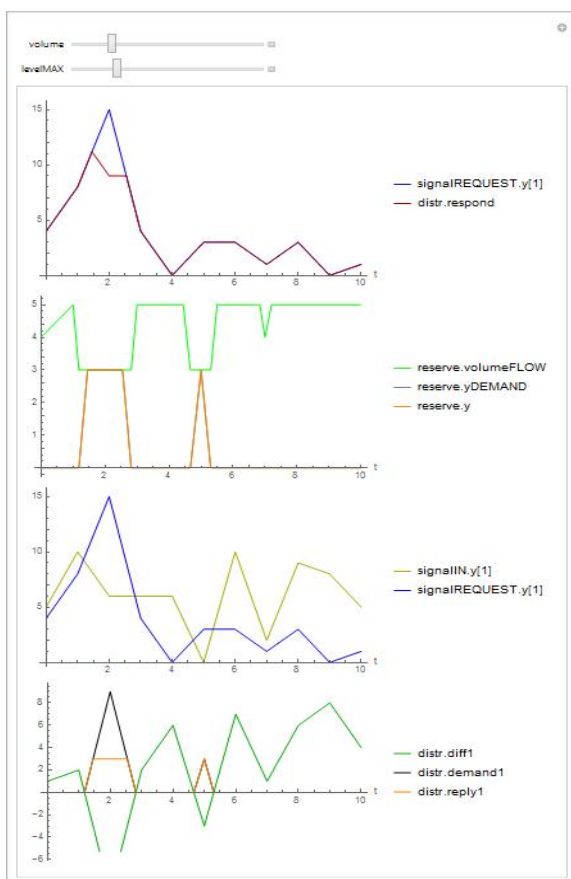 volume
levelMAX
15
10
5
2 4 6 8 10 t
signalREQUEST.y[1]
distr.respond
5
4
3
2
1
2 4 6 8 10 t
reserve.volumeFLOW
reserve.yDEMAND
reserve.y
15
10
5
2 4 6 8 10 t
signalIN.y[1]
signalREQUEST.y[1]
8
6
4
2
-2
-4
-6
2 4 6 8 10 t
distr.diff1
distr.demand1
distr.reply1